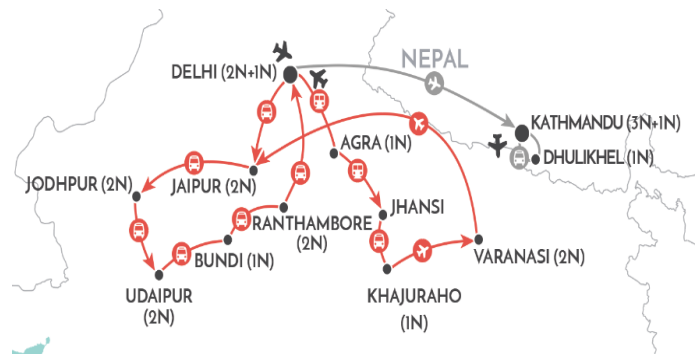 NEPAL
DELHI (2N+1N)
KATHMANDU (3N+1N)
AGRA (1N)
DHULIKHEL (1N)
JODHPUR (2N)
JAIPUR (2N)
JHANSI
RANTHAMBORE
(2N)
BUNDI (1N)
VARANASI (2N)
UDAIPUR
(2N)
KHAJURAHO
(1N)